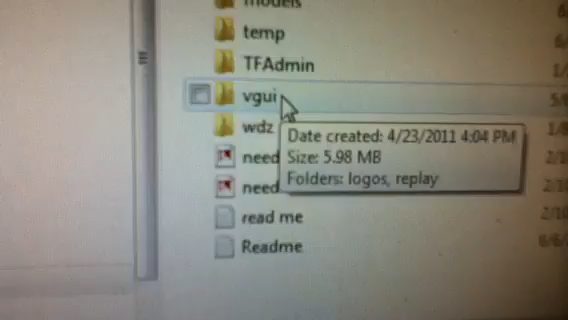 models
temp
TFAdmin
vgui
wdz
Date created: 4/23/2011 4:04 PM
Size: 5.98 MB
Folders: logos, replay
need
need
read me
Readme